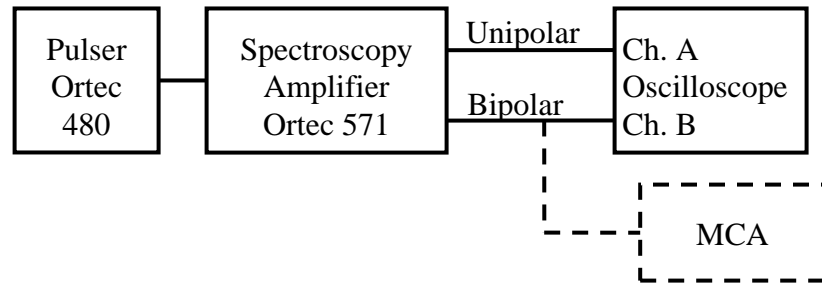 Pulser
Ortec
480
Spectroscopy
Amplifier
Ortec 571
Unipolar
Bipolar
Ch. A
Oscilloscope
Ch. B
MCA